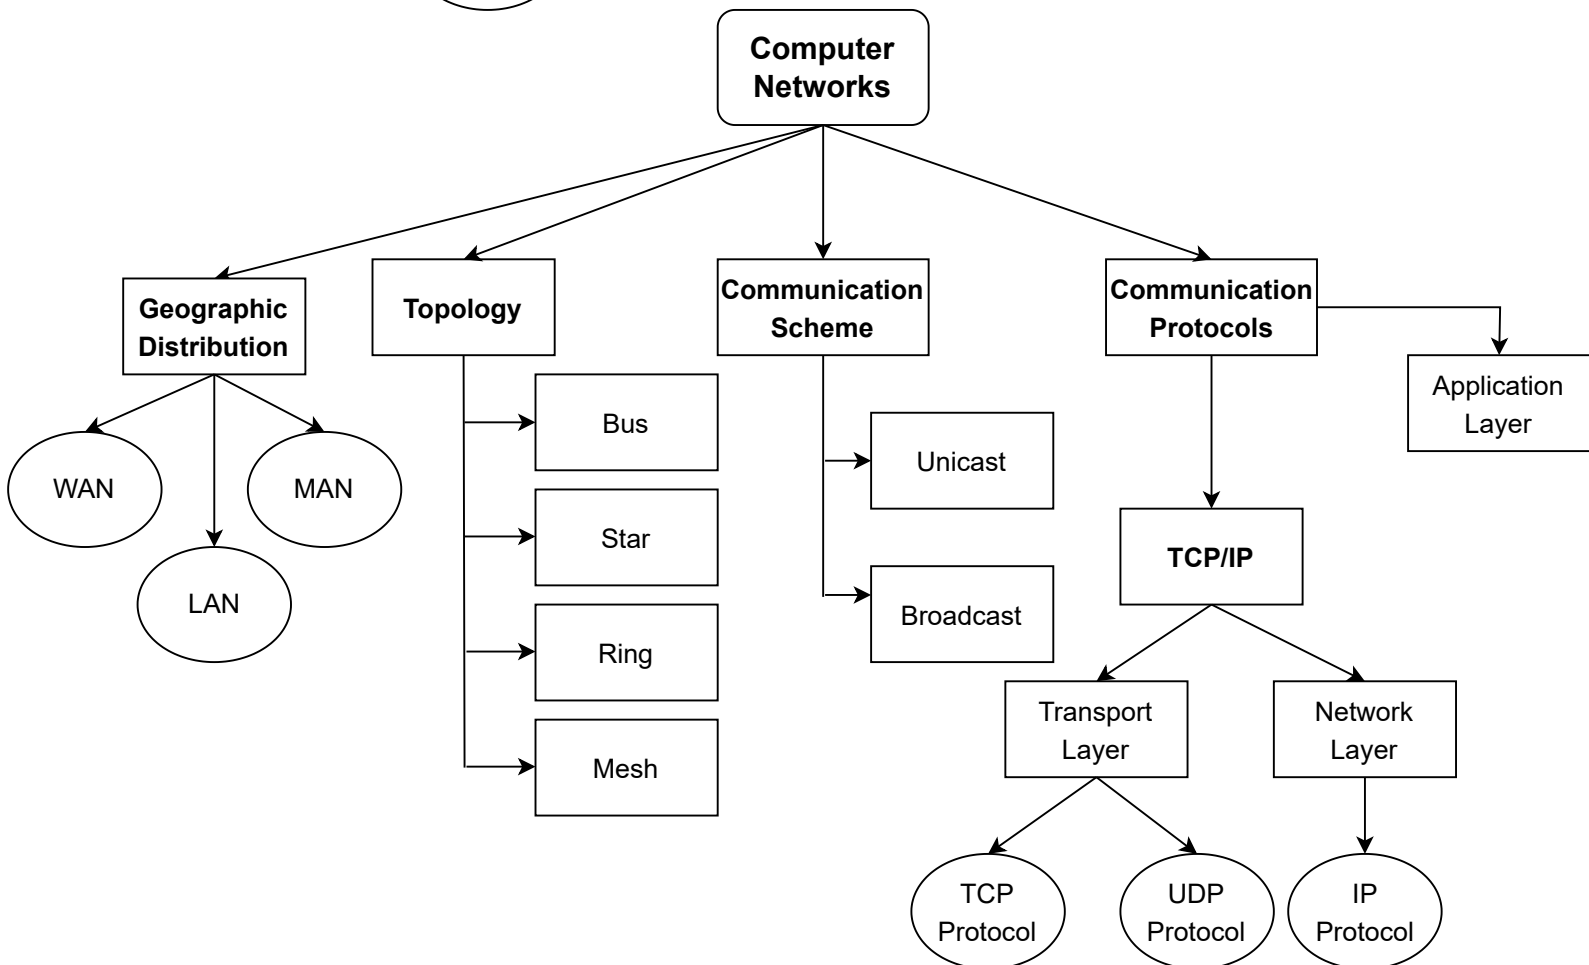 Computer
Networks
Geographic
Distribution
Topology
Communication
Scheme
Communication
Protocols
Application
Layer
WAN
MAN
LAN
Bus
Star
Ring
Mesh
Unicast
Broadcast
TCP/IP
Transport
Layer
Network
Layer
TCP
Protocol
UDP
Protocol
IP
Protocol